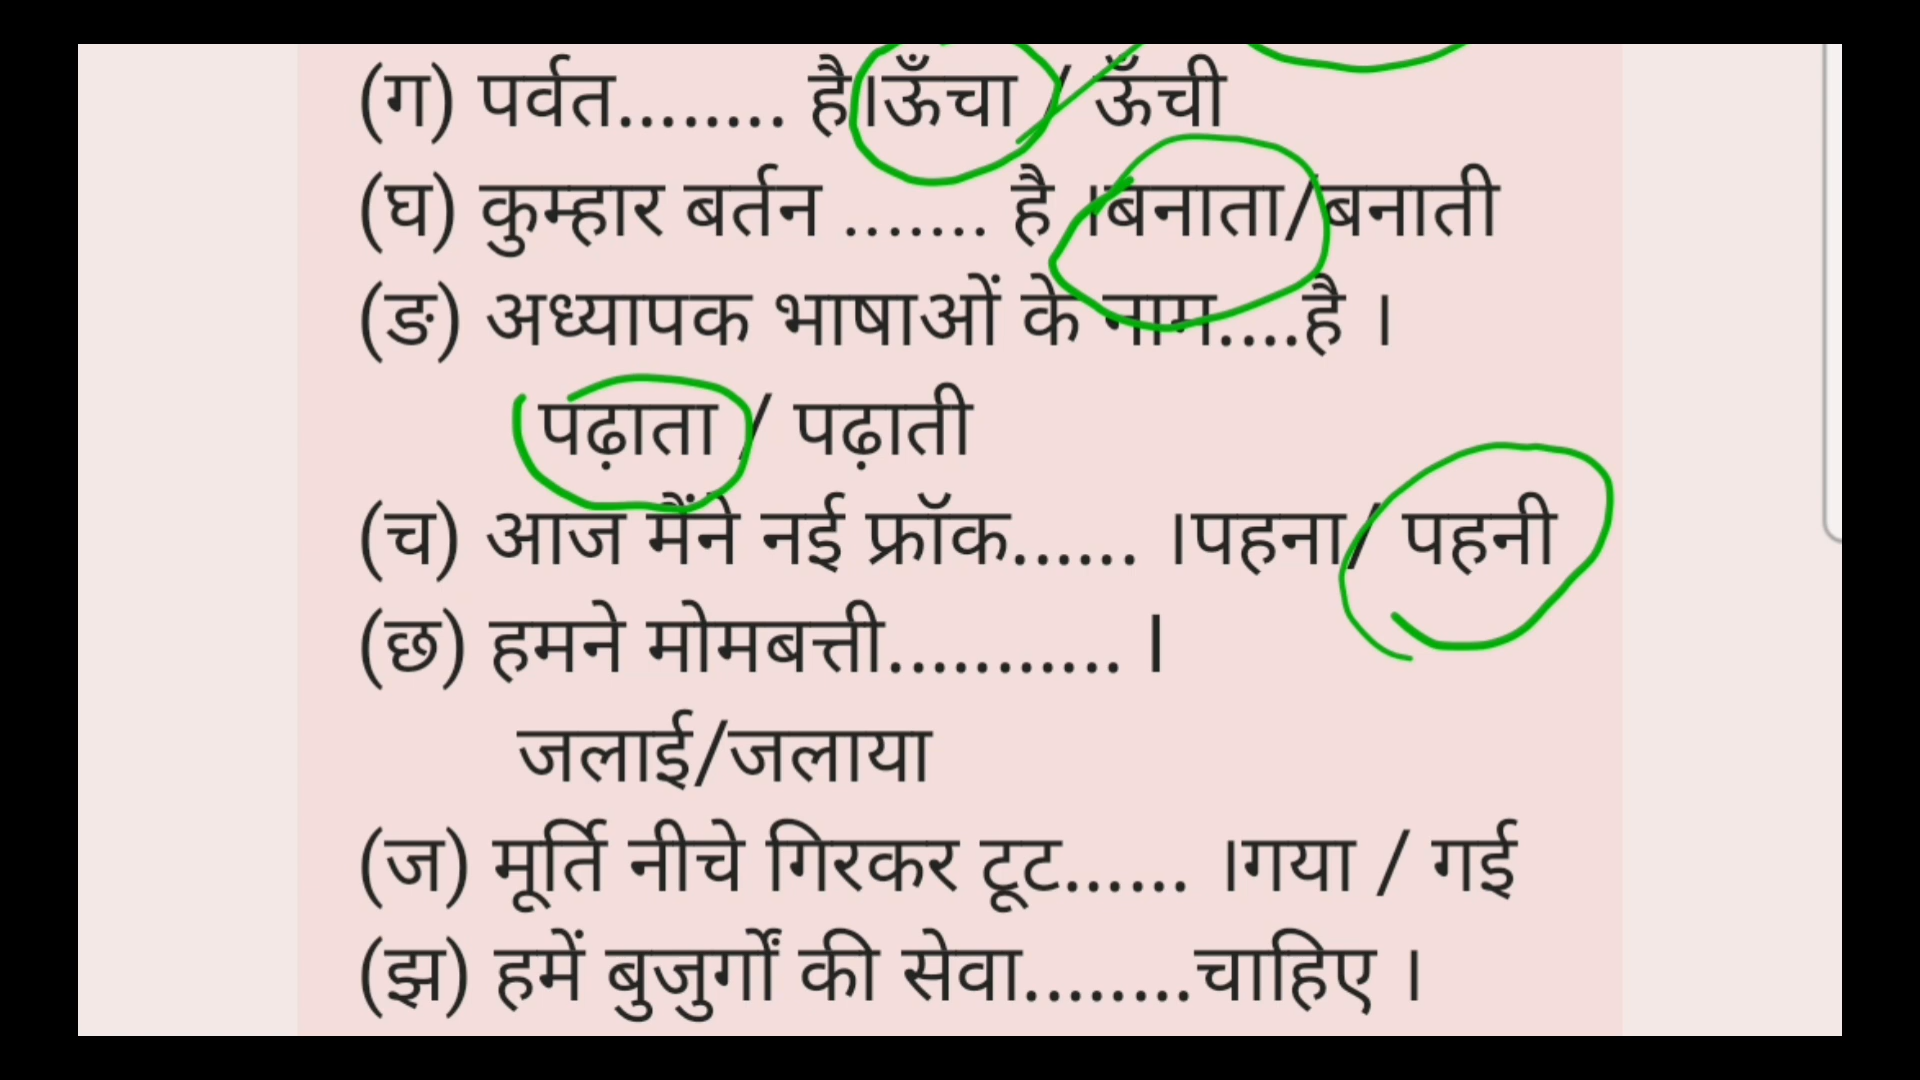 (ग) पर्वत........ है।ऊँचा / ऊँची
(घ) कुम्हार बर्तन ....... है ।बनाता/बनाती
(ङ) अध्यापक भाषाओं के नाम....है ।
पढ़ाता / पढ़ाती
(च) आज मैंने नई फ्रॉक...... ।पहना/ पहनी
(छ) हमने मोमबत्ती........... ।
जलाई/जलाया
(ज) मूर्ति नीचे गिरकर टूट...... ।गया / गई
(झ) हमें बुजुर्गों की सेवा........चाहिए ।